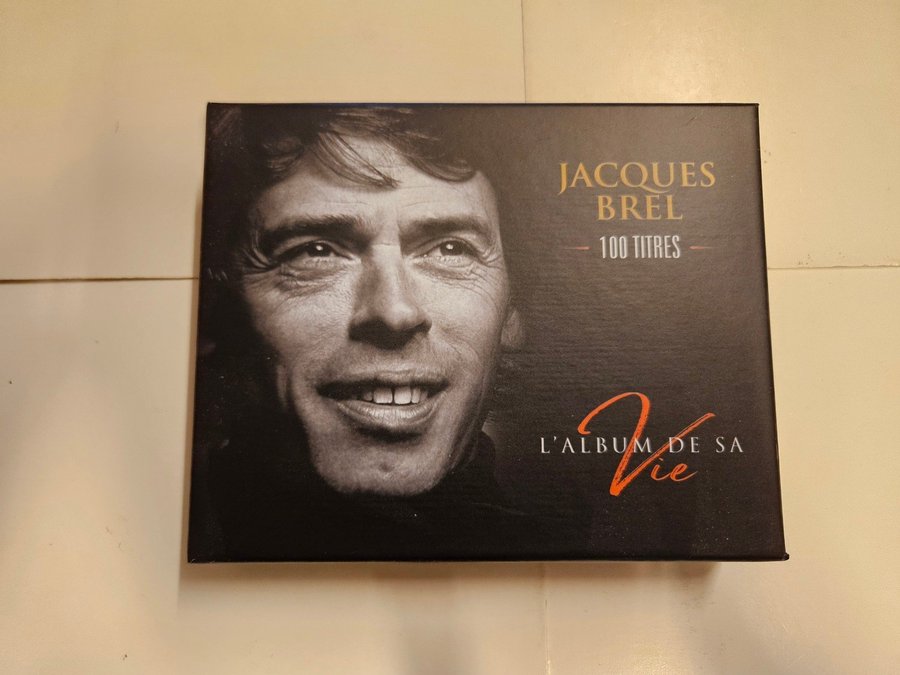 JACQUES
BREL
100 TITRES
L'ALBUM DE SA
Vie